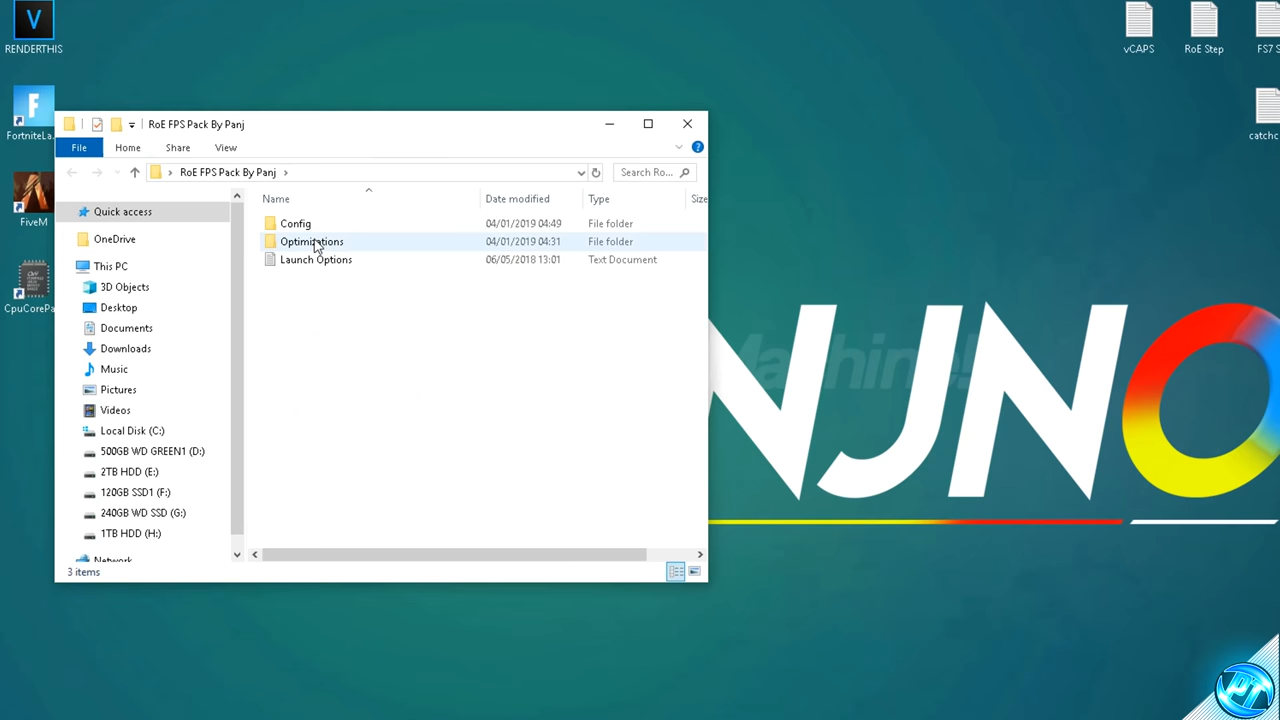 RENDERTHIS
vCAPS
RoE Step
FS7 S
FortniteLa..
catchc
FiveM
CpuCorePa
RoE FPS Pack By Panj
File Home Share View
RoE FPS Pack By Panj
Search Ro...
Name Date modified Type Size
Quick access
OneDrive
This PC
3D Objects
Desktop
Documents
Downloads
Music
Pictures
Videos
Local Disk (C:)
500GB WD GREEN1 (D:)
2TB HDD (E:)
120GB SSD1 (F:)
240GB WD SSD (G:)
1TB HDD (H:)
Network
Config 04/01/2019 04:49 File folder
Optimizations 04/01/2019 04:31 File folder
Launch Options 06/05/2018 13:01 Text Document
3 items
NJNO
Machine!
PT